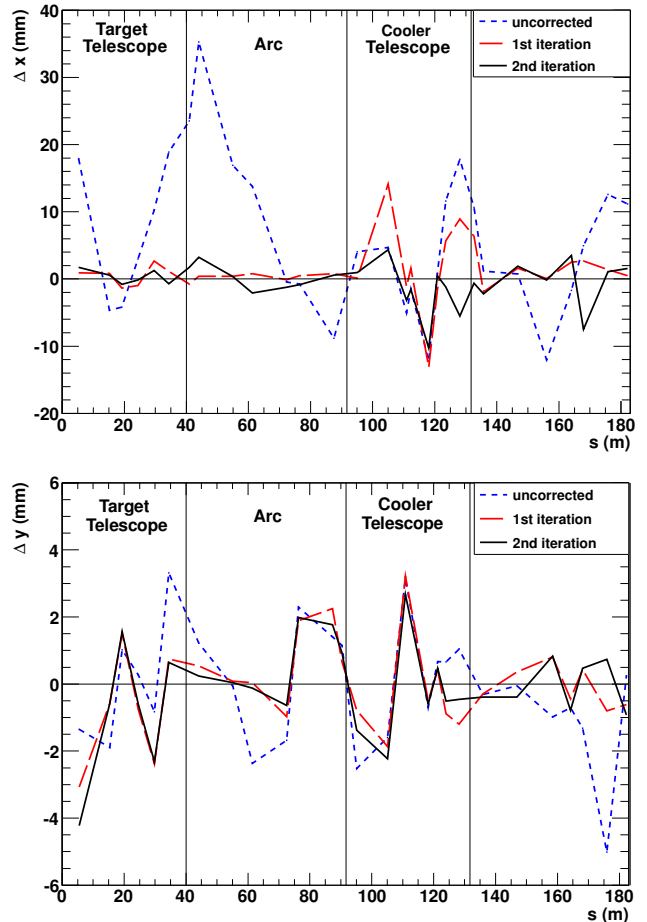 Δ x (mm)
40
30
20
10
0
-10
-20
Target
Telescope
Arc
Cooler
Telescope
uncorrected
1st iteration
2nd iteration
0 20 40 60 80 100 120 140 160 180
s (m)
Δ y (mm)
6
4
2
0
-2
-4
-6
Target
Telescope
Arc
Cooler
Telescope
uncorrected
1st iteration
2nd iteration
0 20 40 60 80 100 120 140 160 180
s (m)